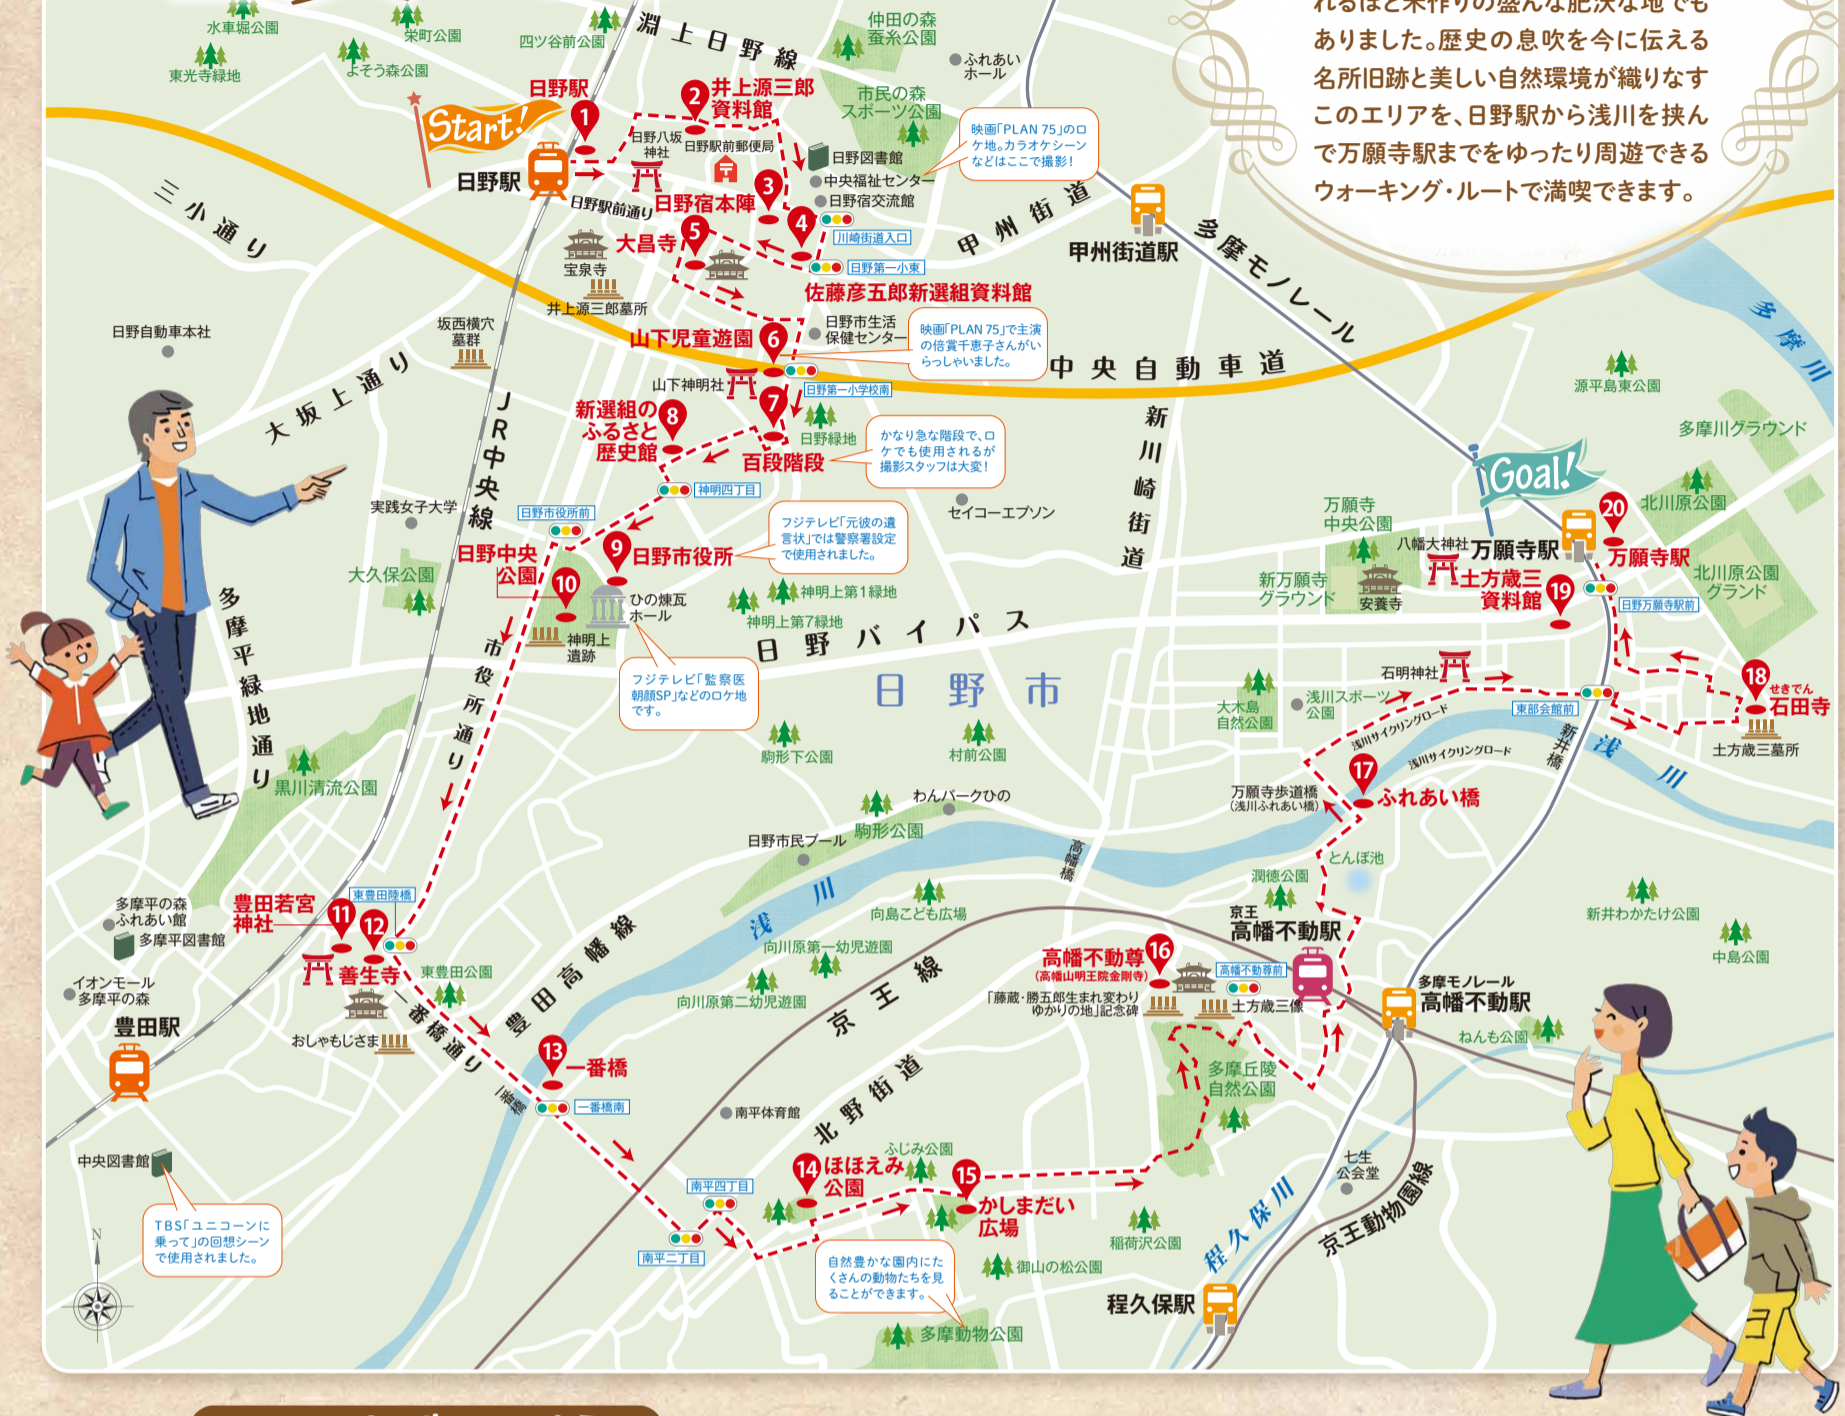 れるほど米作りの盛んな肥沃な地でも
ありました。歴史の息吹を今に伝える
名所旧跡と美しい自然環境が織りなす
このエリアを、日野駅から浅川を挟ん
で万願寺駅までをゆったり周遊できる
ウォーキング・ルートで満喫できます。
水車堀公園
栄町公園
四ツ谷前公園
東光寺緑地
よそう森公園
淵上日野線
仲田の森
蚕糸公園
ふれあい
ホール
市民の森
スポーツ公園
Start!
日野駅
1
日野駅
2
井上源三郎
資料館
日野八坂
神社
日野駅前郵便局
日野駅前通り
日野図書館
中央福祉センター
日野宿交流館
映画「PLAN 75」のロ
ケ地。カラオケシーン
などはここで撮影!
3
日野宿本陣
4
川崎街道入口
日野第一小東
佐藤彦五郎新選組資料館
5
大昌寺
宝泉寺
井上源三郎墓所
甲州街道
甲州街道駅
多摩モノレール
多摩川
三小通り
日野自動車本社
坂西横穴
墓群
大坂上通り
JR中央線
山下児童遊園
6
日野市生活
保健センター
映画「PLAN 75」で主演
の倍賞千恵子さんがい
らっしゃいました。
中央自動車道
山下神明社
日野第一小学校南
7
百段階段
日野緑地
かなり急な階段で、ロ
ケでも使用されるが
撮影スタッフは大変!
新選組の
ふるさと
歴史館
8
神明四丁目
新川崎街道
源平島東公園
多摩川グラウンド
実践女子大学
日野市役所前
セイコーエプソン
9
日野市役所
フジテレビ「元彼の遺
言状」では警察署設定
で使用されました。
日野中央
公園
10
ひの煉瓦
ホール
神明上
遺跡
神明上第1緑地
神明上第7緑地
フジテレビ「監察医
朝顔SP」などのロケ地
です。
大久保公園
多摩平緑地通り
市役所通り
日野バイパス
日野市
Goal!
20
万願寺駅
万願寺駅
北川原公園
北川原公園
グランド
万願寺
中央公園
八幡大神社
新万願寺
グラウンド
安養寺
土方歳三
資料館
19
日野万願寺駅前
18
せきでん
石田寺
土方歳三墓所
石明神社
大木島
自然公園
浅川スポーツ
公園
浅川サイクリングロード
浅川サイクリングロード
東部会館前
新井橋
浅川
17
ふれあい橋
万願寺歩道橋
(浅川ふれあい橋)
駒形下公園
村前公園
わんパークひの
駒形公園
日野市民プール
高幡橋
黒川清流公園
とんぼ池
潤徳公園
京王
高幡不動駅
新井わかたけ公園
中島公園
多摩平の森
ふれあい館
多摩平図書館
イオンモール
多摩平の森
豊田駅
豊田若宮
神社
11
12
善生寺
東豊田陸橋
東豊田公園
おしゃもじさま
一番橋通り
豊田高幡線
浅川
向島こども広場
向川原第一幼児遊園
向川原第二幼児遊園
京王線
高幡不動尊
(高幡山明王院金剛寺)
16
高幡不動尊前
「藤蔵・勝五郎生まれ変わり
ゆかりの地」記念碑
土方歳三像
多摩モノレール
高幡不動駅
ねんも公園
多摩丘陵
自然公園
13
一番橋
一番橋
一番橋南
南平体育館
北野街道
南平四丁目
南平二丁目
14
ほほえみ
公園
ふじみ公園
15
かしまだい
広場
稲荷沢公園
御山の松公園
自然豊かな園内にた
くさんの動物たちを見
ることができます。
多摩動物公園
七生
公会堂
京王動物園線
程久保川
程久保駅
中央図書館
TBS「ユニコーンに
乗って」の回想シーン
で使用されました。
N